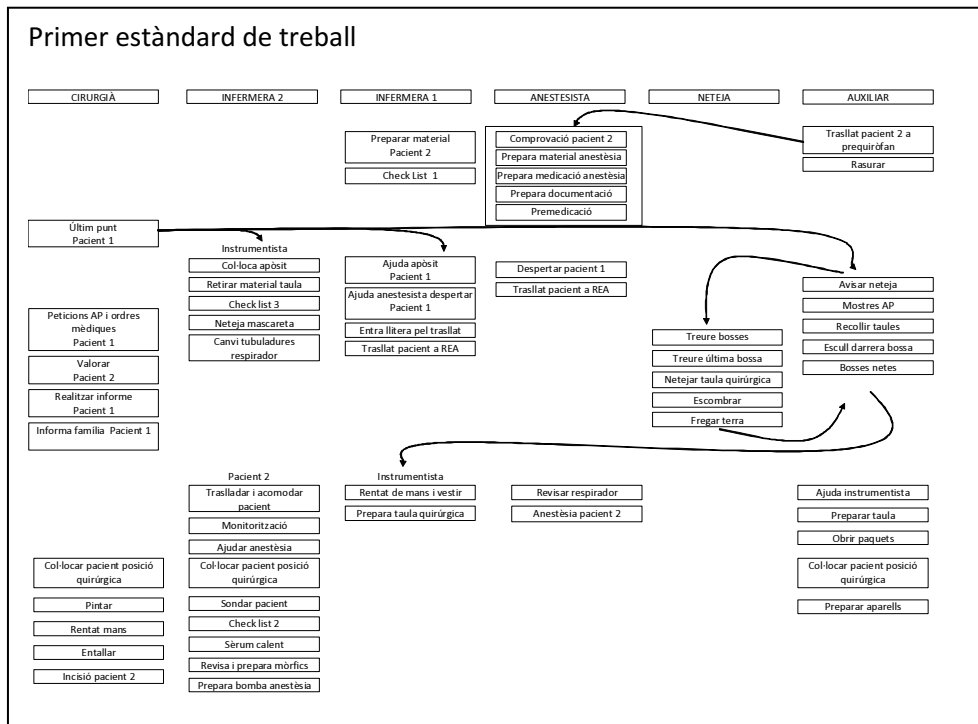 Primer estàndard de treball
CIRURGIÀ
INFERMERA 2
INFERMERA 1
ANESTESISTA
NETEJA
AUXILIAR
Preparar material
Pacient 2
Check List 1
Comprovació pacient 2
Prepara material anestèsia
Prepara medicació anestèsia
Prepara documentació
Premedicació
Trasllat pacient 2 a
prequiròfan
Rasurar
Últim punt
Pacient 1
Instrumentista
Col·loca apòsit
Retirar material taula
Check list 3
Neteja mascareta
Canvi tubuladures
respirador
Ajuda apòsit
Pacient 1
Ajuda anestesista despertar
Pacient 1
Entra llitera pel trasllat
Trasllat pacient a REA
Despertar pacient 1
Trasllat pacient a REA
Avisar neteja
Mostres AP
Recollir taules
Escull darrera bossa
Bosses netes
Peticions AP i ordres
mèdiques
Pacient 1
Valorar
Pacient 2
Realitzar informe
Pacient 1
Informa família Pacient 1
Treure bosses
Treure última bossa
Netejar taula quirúrgica
Escombrar
Fregar terra
Pacient 2
Traslladar i acomodar
pacient
Monitorització
Ajudar anestèsia
Col·locar pacient posició
quirúrgica
Sondar pacient
Check list 2
Sèrum calent
Revisa i prepara mòrfics
Prepara bomba anestèsia
Instrumentista
Rentat de mans i vestir
Prepara taula quirúrgica
Revisar respirador
Anestèsia pacient 2
Ajuda instrumentista
Preparar taula
Obrir paquets
Col·locar pacient posició
quirúrgica
Preparar aparells
Col·locar pacient posició
quirúrgica
Pintar
Rentat mans
Entallar
Incisió pacient 2